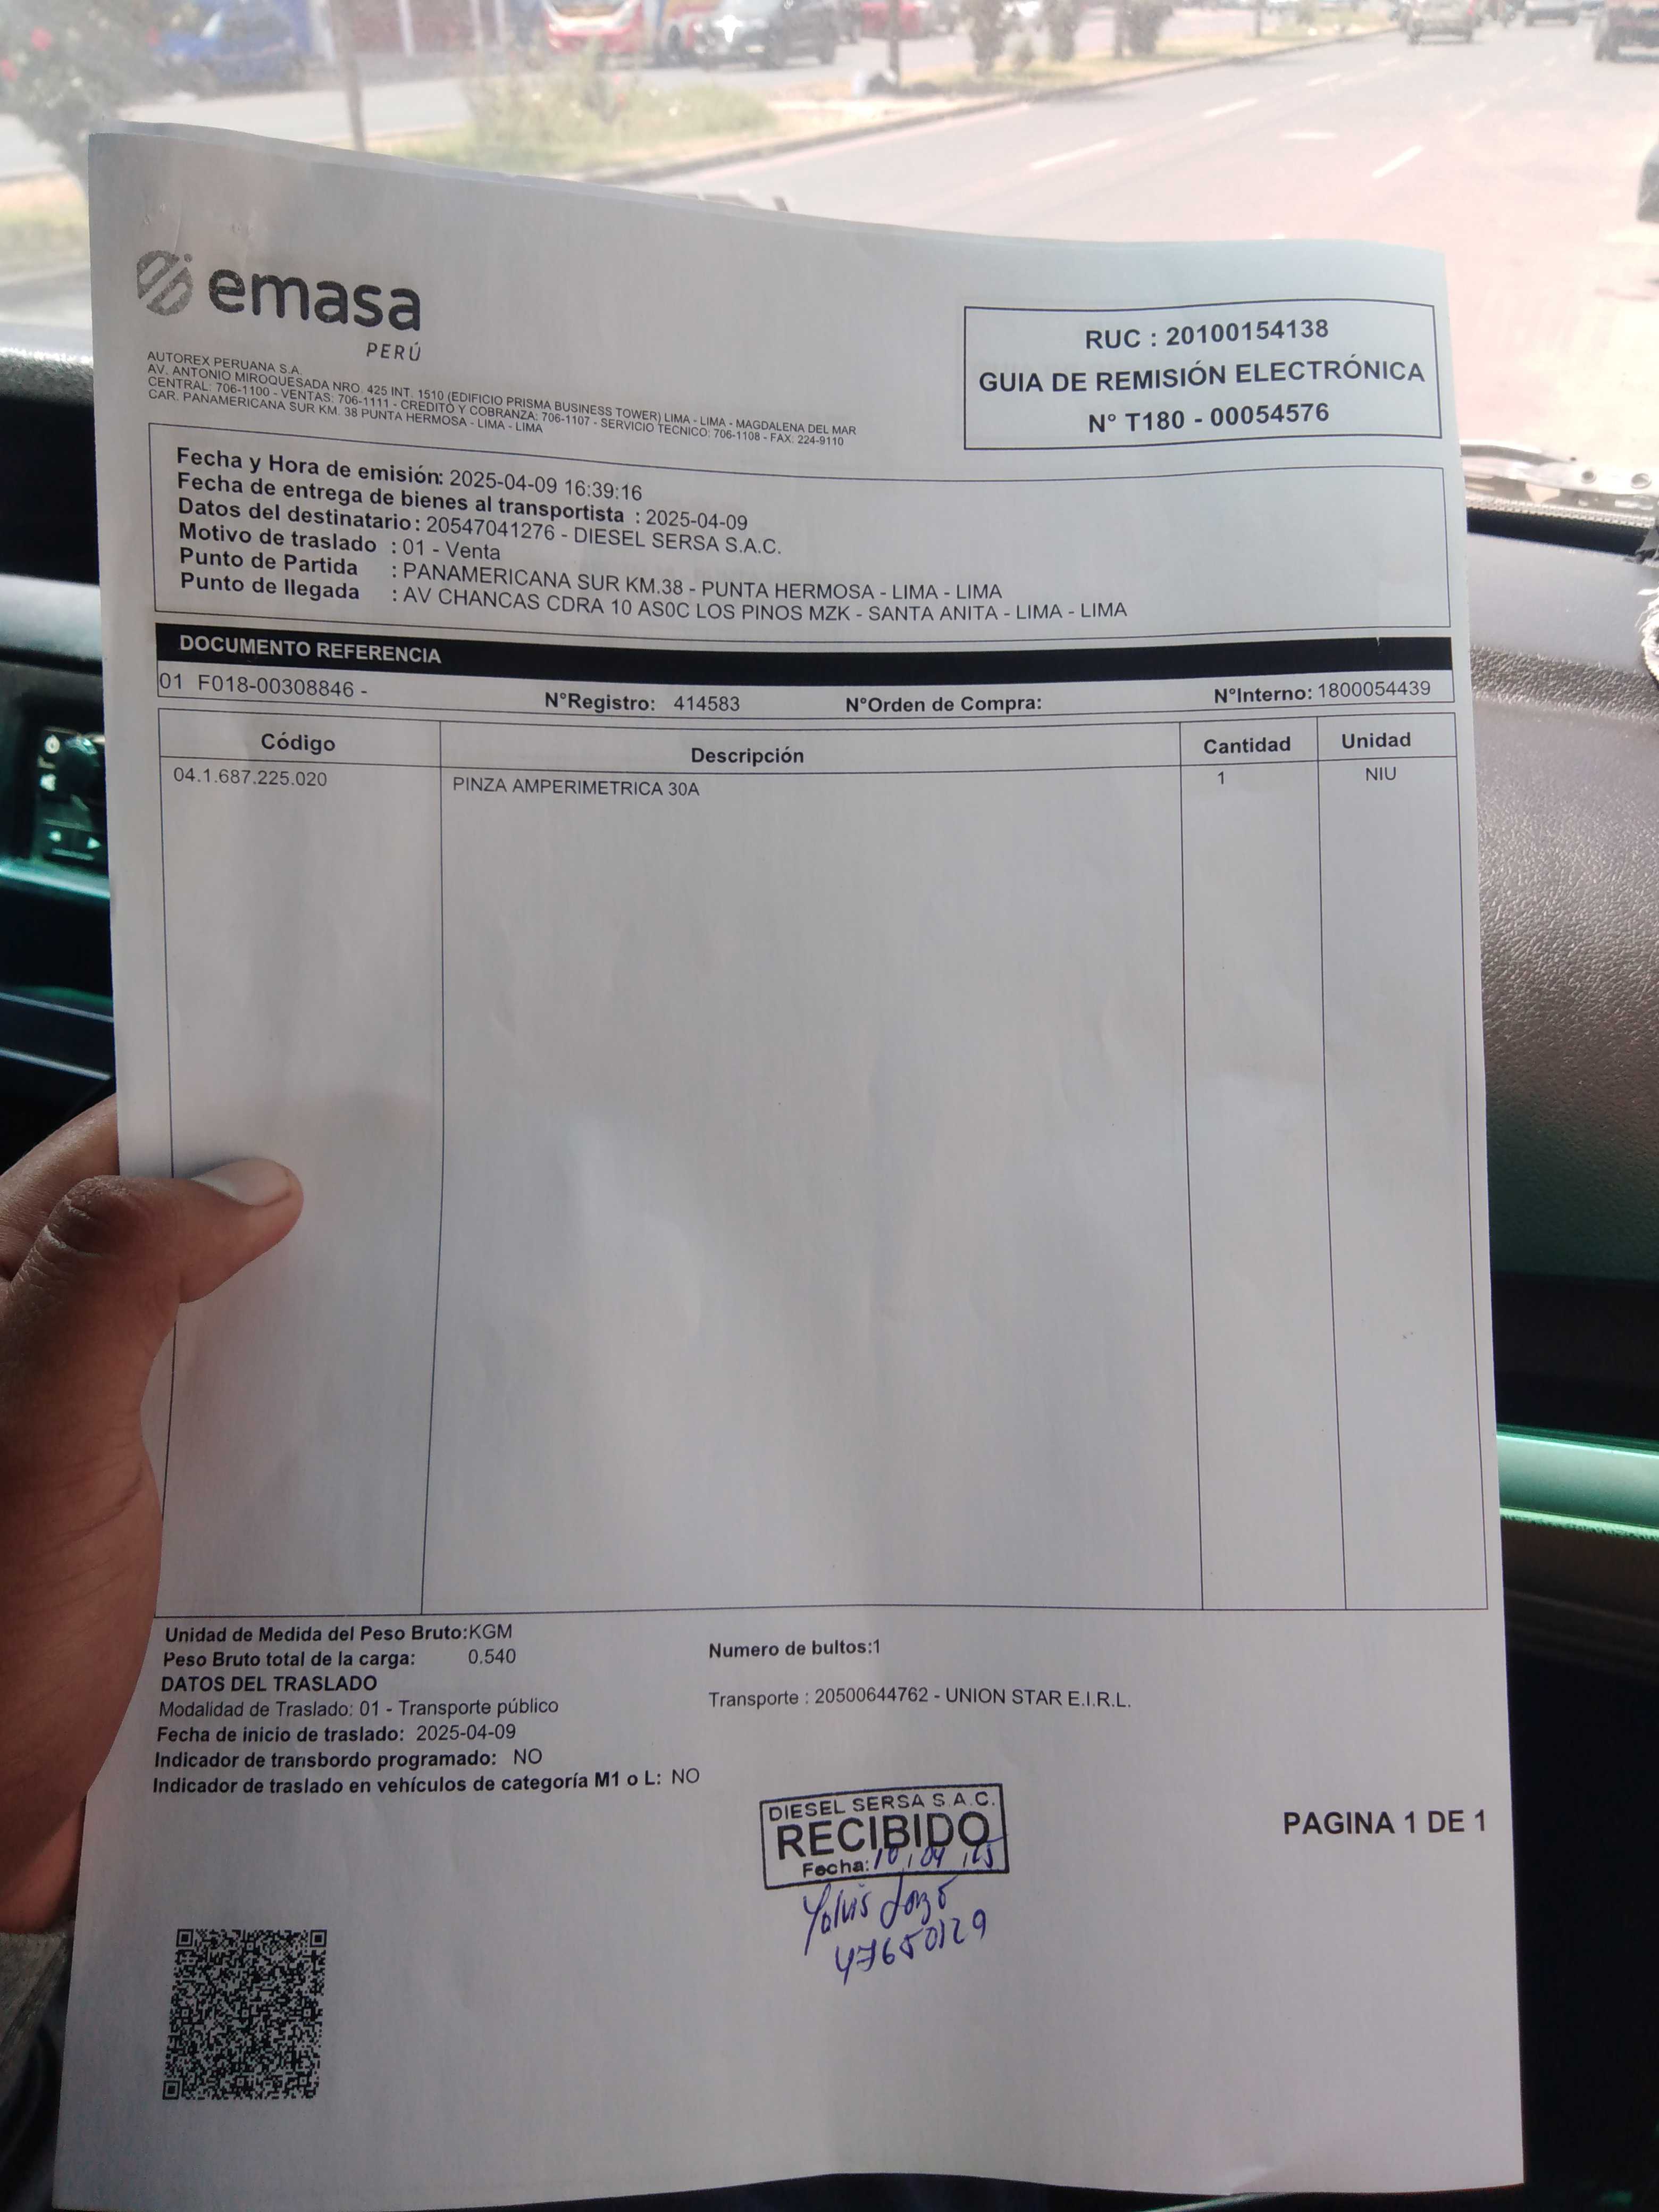 emasa
PERÚ
AUTOREX PERUANA S.A.
AV. ANTONIO MIROQUESADA NRO. 425 INT. 1510 (EDIFICIO PRISMA BUSINESS TOWER) LIMA - LIMA - MAGDALENA DEL MAR
CENTRAL: 706-1100 - VENTAS: 706-1111 - CREDITO Y COBRANZA: 706-1107 - SERVICIO TECNICO: 706-1108 - FAX: 224-9110
CAR. PANAMERICANA SUR KM. 38 PUNTA HERMOSA - LIMA - LIMA
RUC : 20100154138
GUIA DE REMISIÓN ELECTRÓNICA
N° T180 - 00054576
Fecha y Hora de emisión: 2025-04-09 16:39:16
Fecha de entrega de bienes al transportista : 2025-04-09
Datos del destinatario: 20547041276 - DIESEL SERSA S.A.C.
Motivo de traslado : 01 - Venta
Punto de Partida : PANAMERICANA SUR KM.38 - PUNTA HERMOSA - LIMA - LIMA
Punto de llegada : AV CHANCAS CDRA 10 AS0C LOS PINOS MZK - SANTA ANITA - LIMA - LIMA
DOCUMENTO REFERENCIA
01 F018-00308846 - N°Registro: 414583 N°Orden de Compra: N°Interno: 1800054439
Código Descripción Cantidad Unidad
04.1.687.225.020 PINZA AMPERIMETRICA 30A 1 NIU
Unidad de Medida del Peso Bruto:KGM
Peso Bruto total de la carga: 0.540 Numero de bultos:1
DATOS DEL TRASLADO
Modalidad de Traslado: 01 - Transporte público Transporte : 20500644762 - UNION STAR E.I.R.L.
Fecha de inicio de traslado: 2025-04-09
Indicador de transbordo programado: NO
Indicador de traslado en vehículos de categoría M1 o L: NO
DIESEL SERSA S.A.C.
RECIBIDO
Fecha: 10,04,25
47650129
PAGINA 1 DE 1